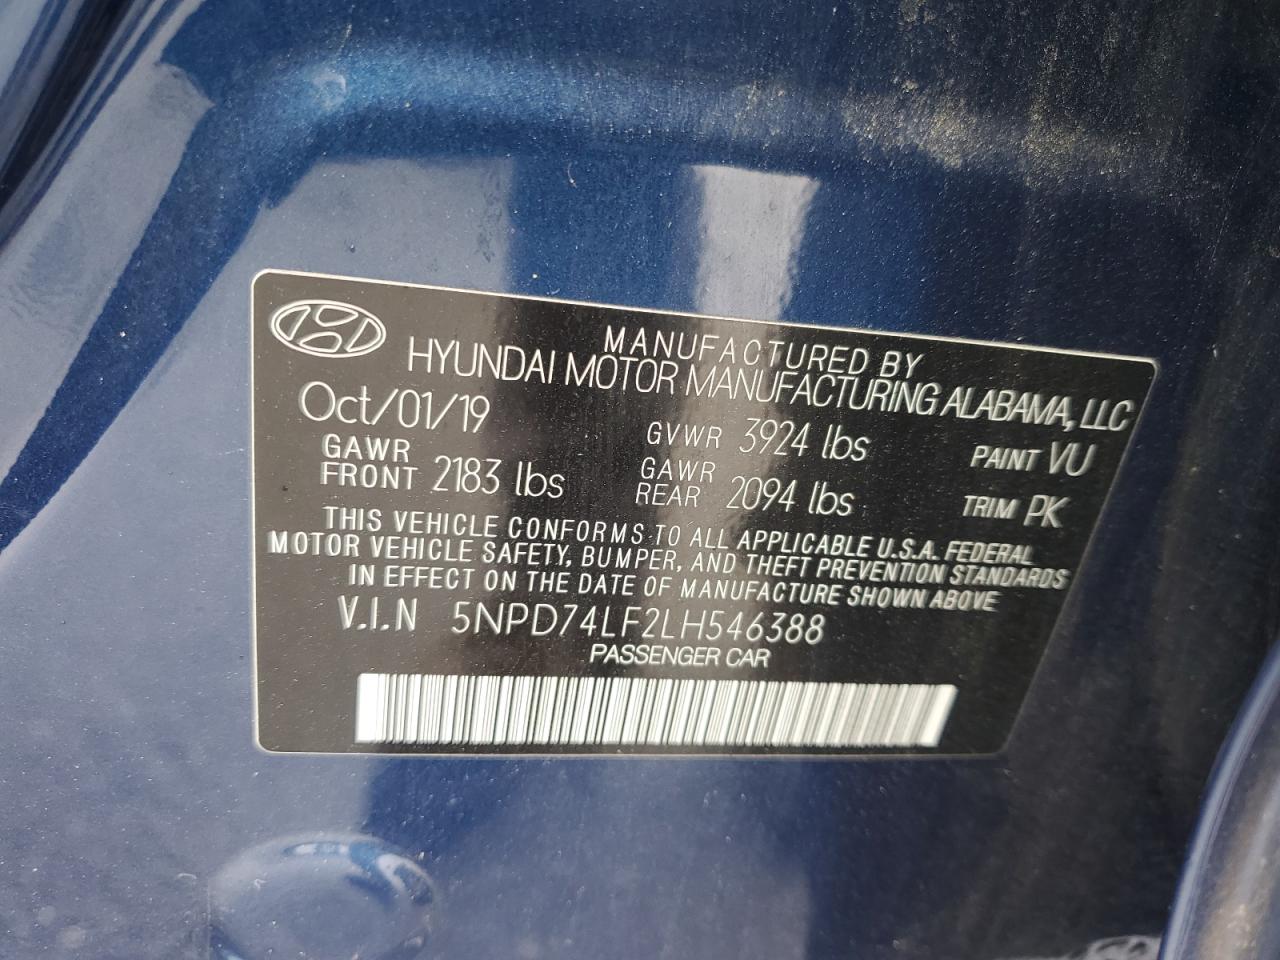 MANUFACTURED BY
HYUNDAI MOTOR MANUFACTURING ALABAMA, LLC
Oct/01/19
GVWR 3924 lbs
PAINT VU
GAWR FRONT 2183 lbs
GAWR REAR 2094 lbs
TRIM PK
THIS VEHICLE CONFORMS TO ALL APPLICABLE U.S.A. FEDERAL
MOTOR VEHICLE SAFETY, BUMPER, AND THEFT PREVENTION STANDARDS
IN EFFECT ON THE DATE OF MANUFACTURE SHOWN ABOVE
V.I.N 5NPD74LF2LH546388
PASSENGER CAR